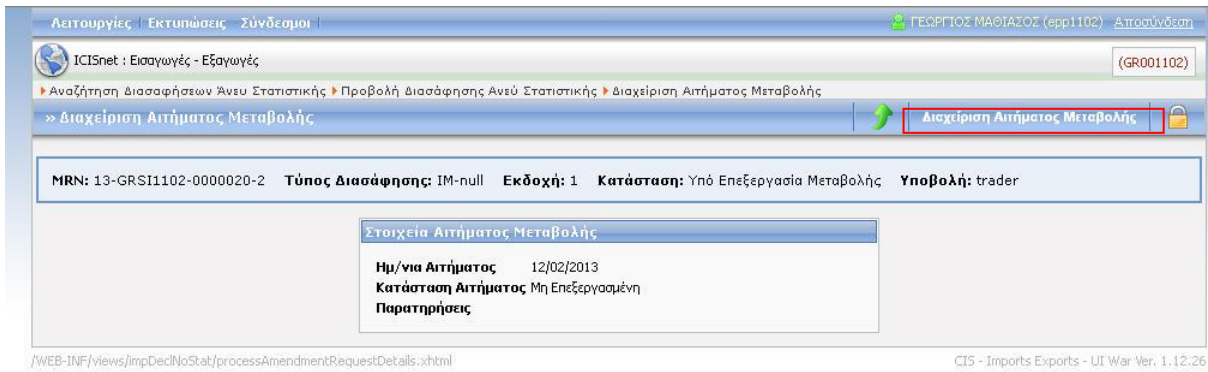 Λειτουργίες Εκτυπώσεις Σύνδεσμοι ΓΕΩΡΓΙΟΣ ΜΑΘΙΑΣΟΣ (epp1102) Αποσύνδεση
ICISnet : Εισαγωγές - Εξαγωγές (GR001102)
Αναζήτηση Διασαφήσεων Άνευ Στατιστικής Προβολή Διασάφησης Ανεύ Στατιστικής Διαχείριση Αιτήματος Μεταβολής
» Διαχείριση Αιτήματος Μεταβολής Διαχείριση Αιτήματος Μεταβολής
MRN: 13-GRSI1102-0000020-2 Τύπος Διασάφησης: IM-null Εκδοχή: 1 Κατάσταση: Υπό Επεξεργασία Μεταβολής Υποβολή: trader
Στοιχεία Αιτήματος Μεταβολής
Ημ/νια Αιτήματος 12/02/2013
Κατάσταση Αιτήματος Μη Επεξεργασμένη
Παρατηρήσεις
/WEB-INF/views/impDeclNoStat/processAmendmentRequestDetails.xhtml CIS - Imports Exports - UI War Ver. 1.12.26